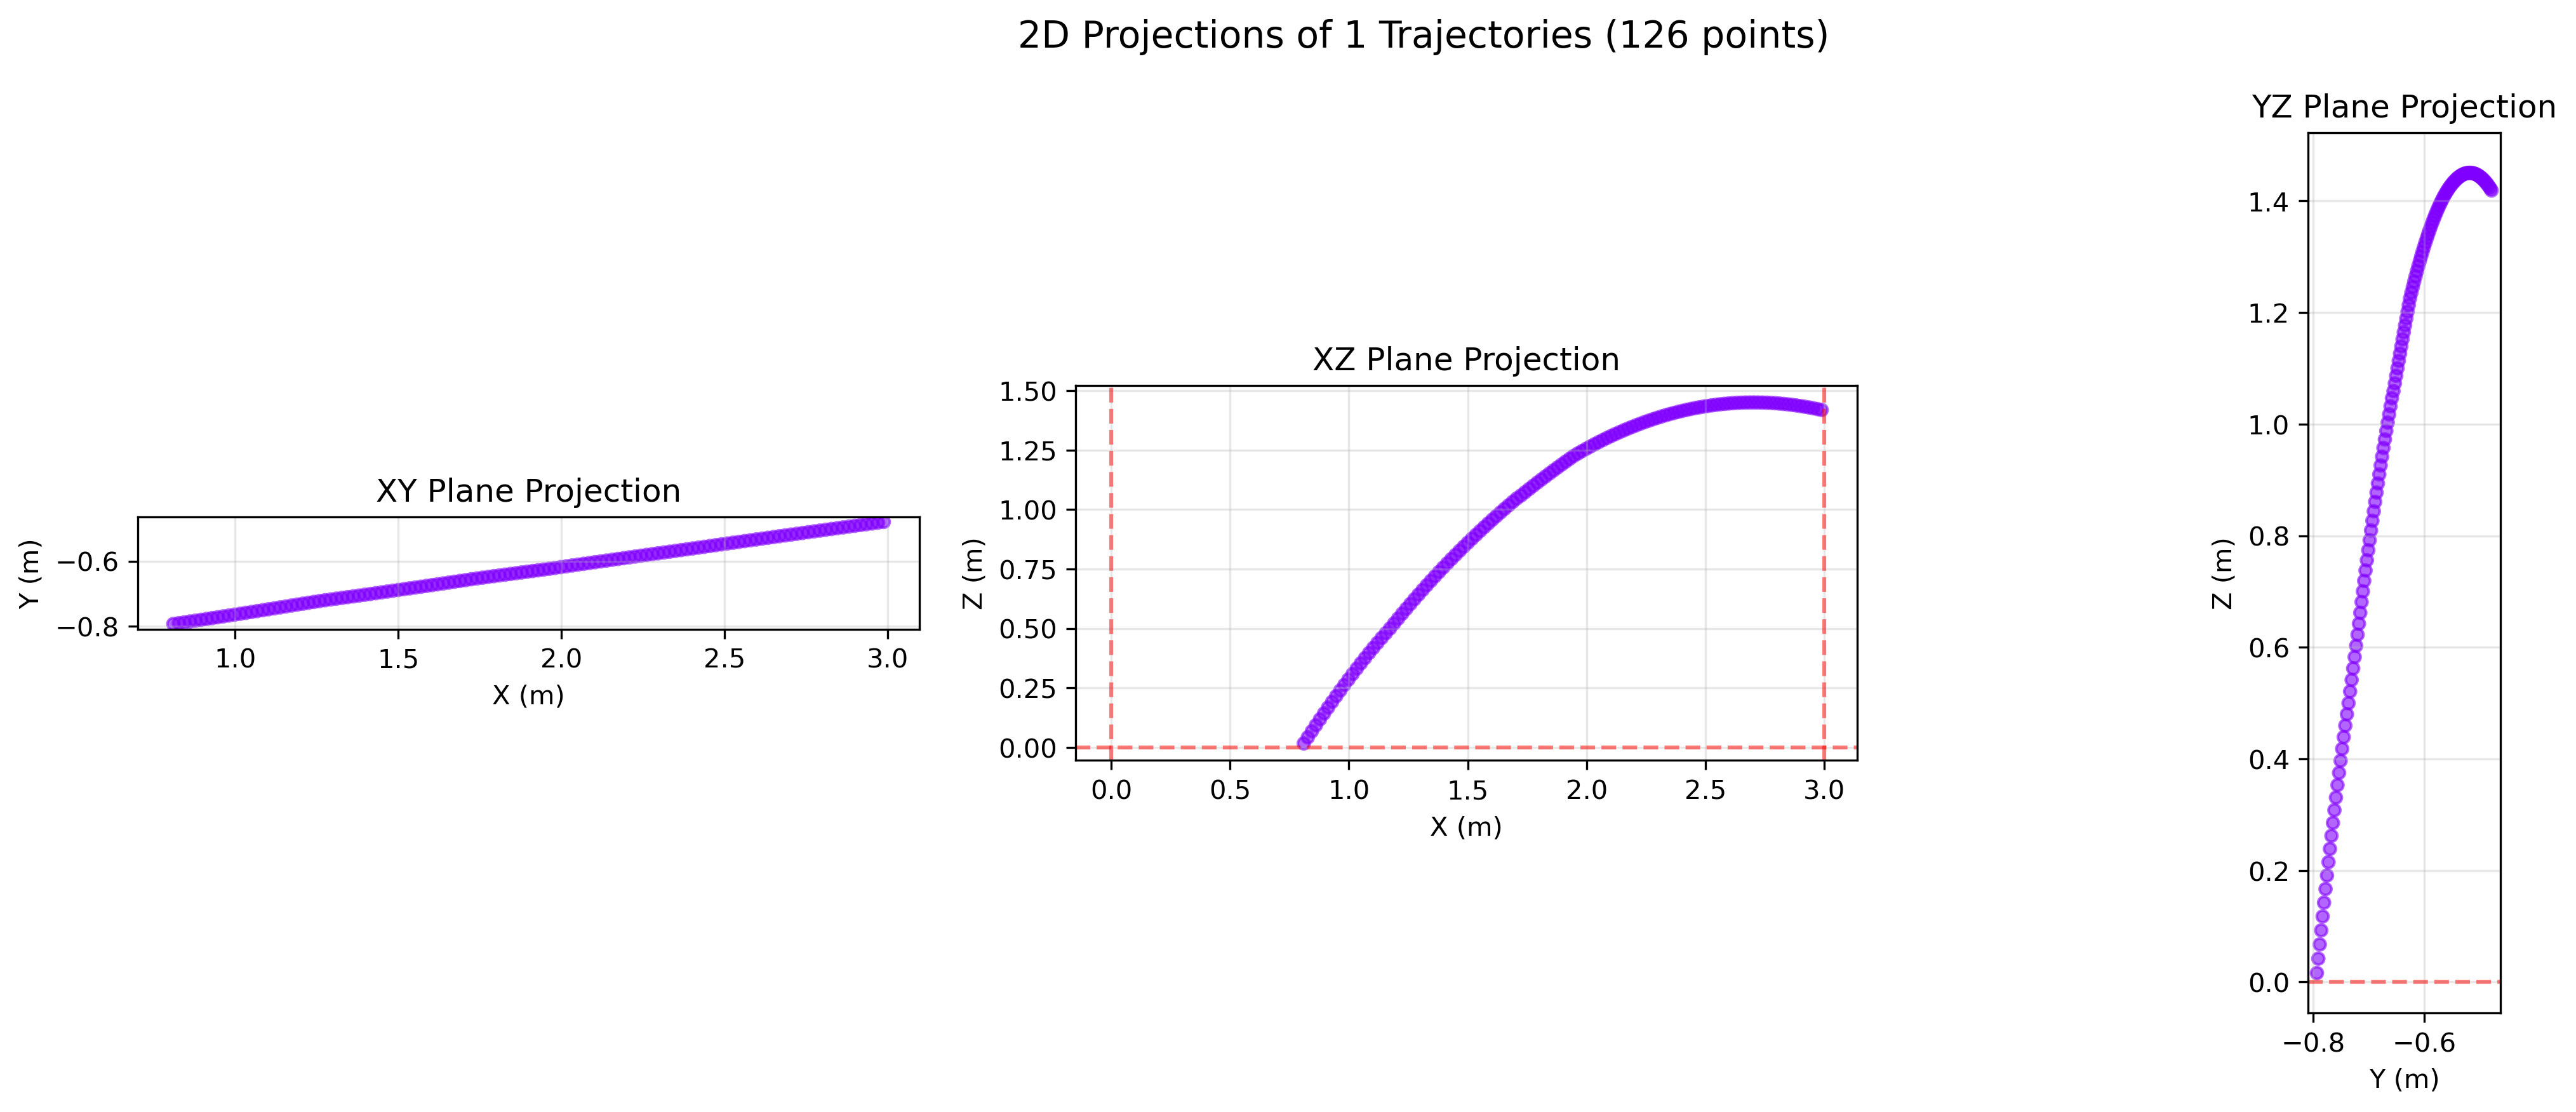 2D Projections of 1 Trajectories (126 points)
XY Plane Projection
Y (m)
−0.6
−0.8
1.0 1.5 2.0 2.5 3.0
X (m)
XZ Plane Projection
Z (m)
1.50
1.25
1.00
0.75
0.50
0.25
0.00
0.0 0.5 1.0 1.5 2.0 2.5 3.0
X (m)
YZ Plane Projection
Z (m)
1.4
1.2
1.0
0.8
0.6
0.4
0.2
0.0
−0.8 −0.6
Y (m)